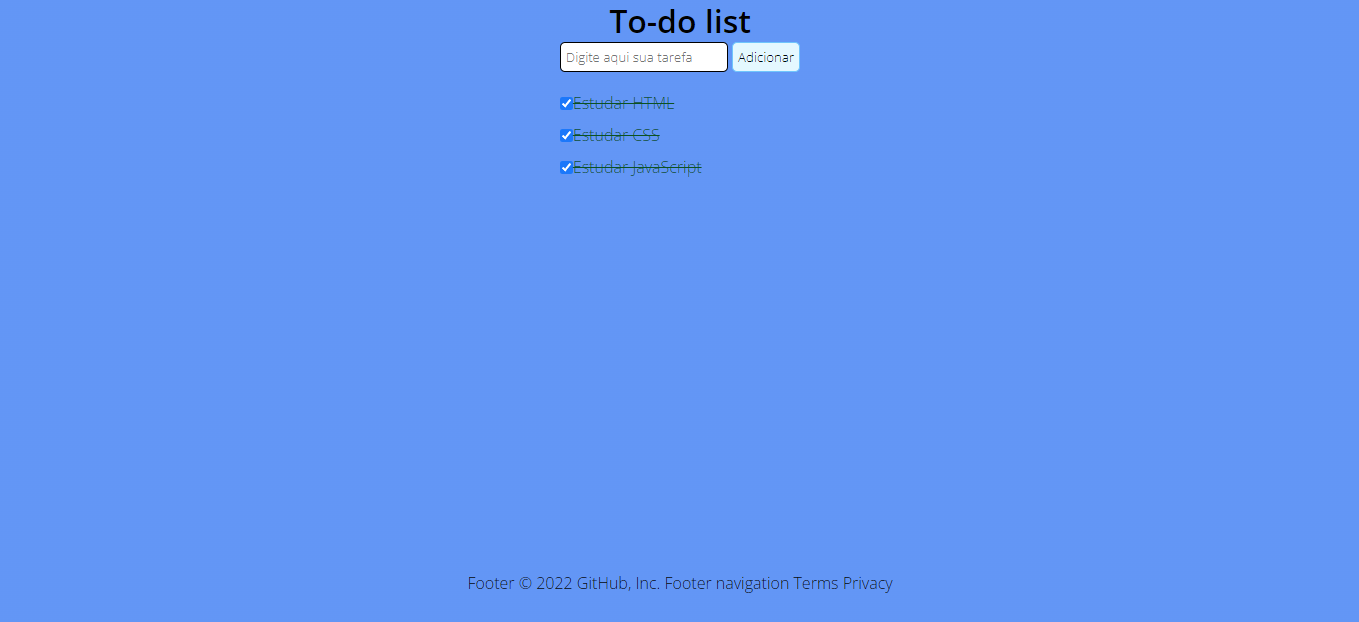 To-do list
Digite aqui sua tarefa Adicionar
Estudar HTML
Estudar CSS
Estudar JavaScript
Footer © 2022 GitHub, Inc. Footer navigation Terms Privacy